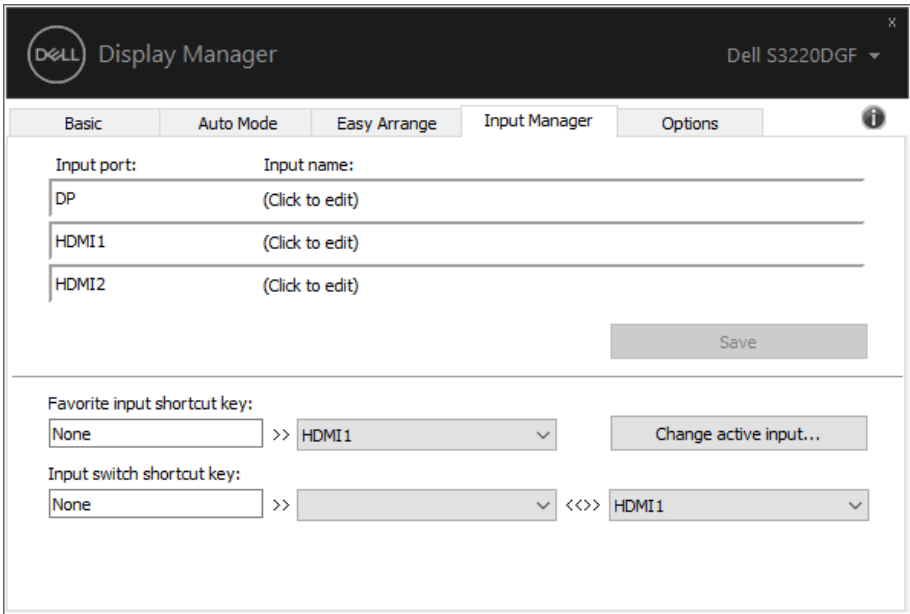 x
DELL Display Manager Dell S3220DGF
Basic Auto Mode Easy Arrange Input Manager Options i
Input port: Input name:
DP (Click to edit)
HDMI1 (Click to edit)
HDMI2 (Click to edit)
Save
Favorite input shortcut key:
None >> HDMI1 Change active input...
Input switch shortcut key:
None >> <<>> HDMI1